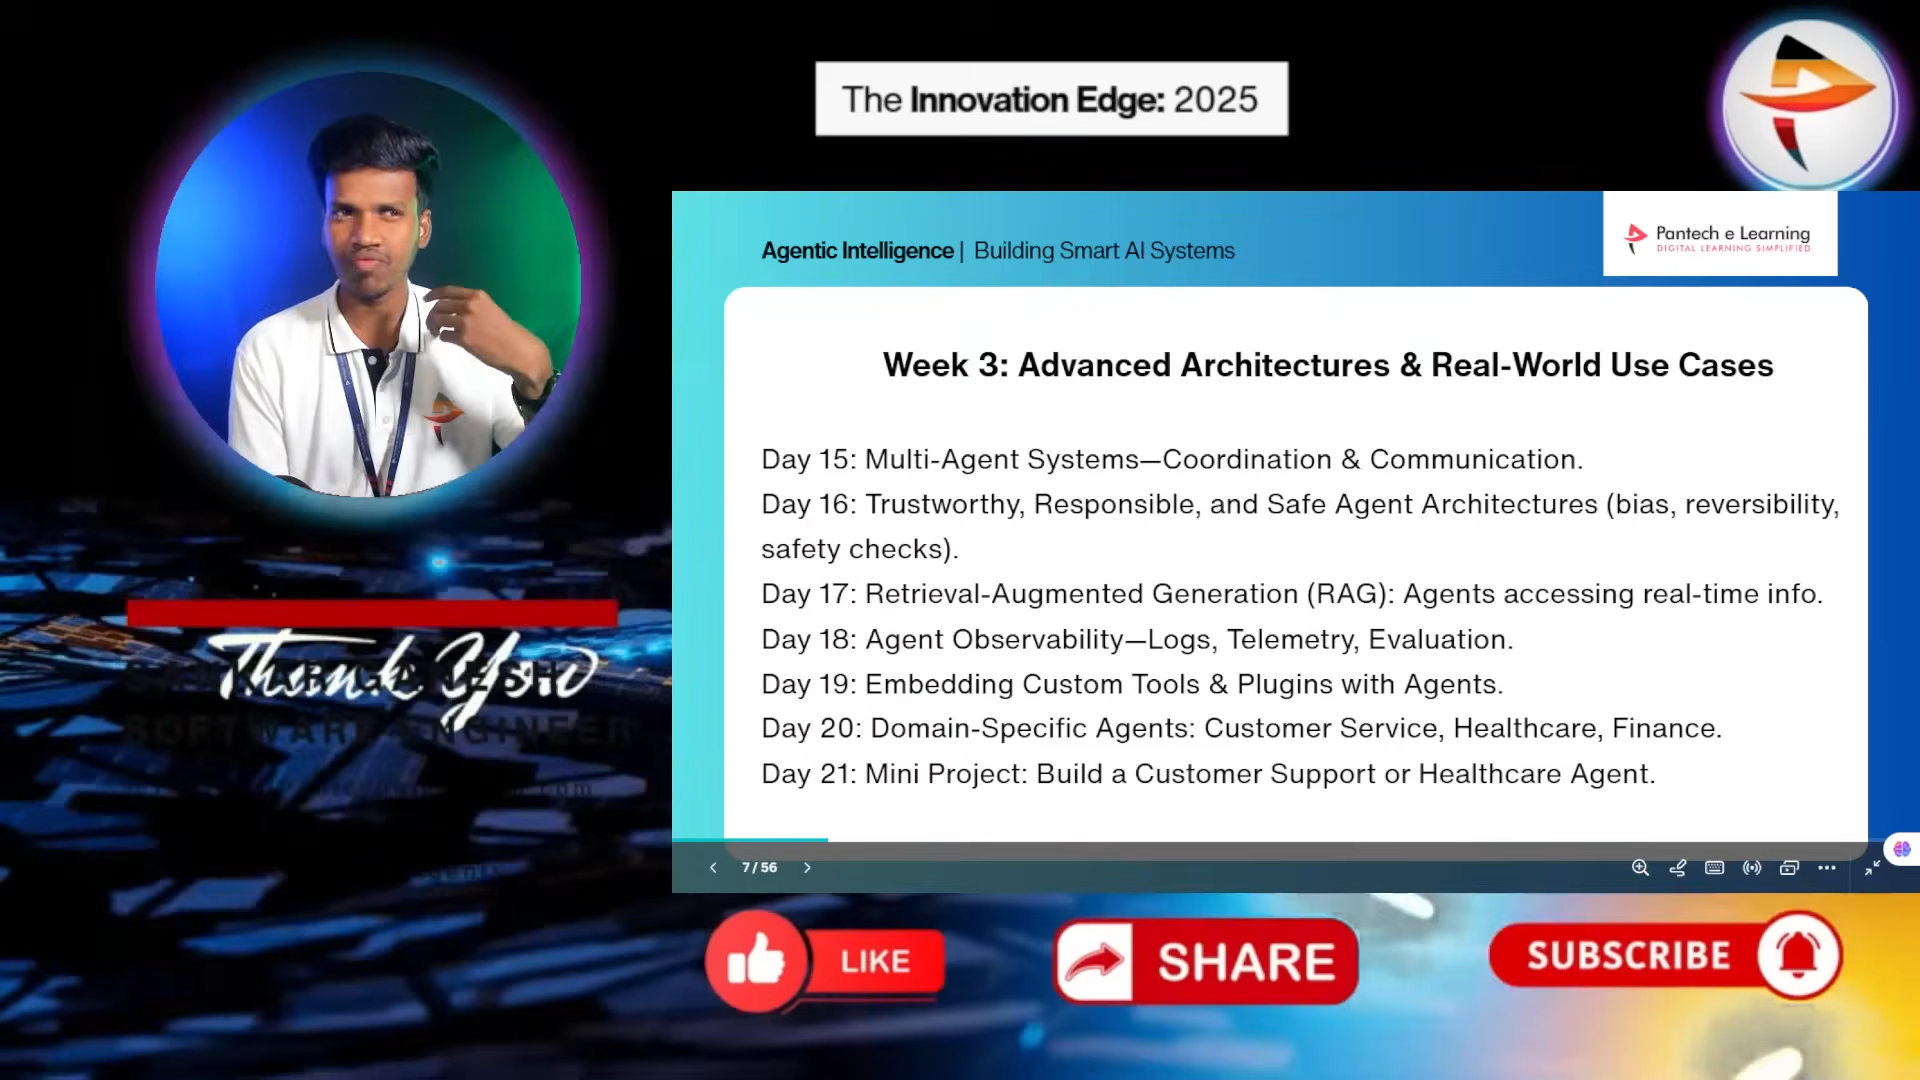 The Innovation Edge: 2025
Agentic Intelligence | Building Smart AI Systems
Pantech e Learning
DIGITAL LEARNING SIMPLIFIED
Week 3: Advanced Architectures & Real-World Use Cases
Day 15: Multi-Agent Systems—Coordination & Communication.
Day 16: Trustworthy, Responsible, and Safe Agent Architectures (bias, reversibility,
safety checks).
Day 17: Retrieval-Augmented Generation (RAG): Agents accessing real-time info.
Day 18: Agent Observability—Logs, Telemetry, Evaluation.
Day 19: Embedding Custom Tools & Plugins with Agents.
Day 20: Domain-Specific Agents: Customer Service, Healthcare, Finance.
Day 21: Mini Project: Build a Customer Support or Healthcare Agent.
7 / 56
Thank You
GANESH
SOFTWARE ENGINEER
LIKE
SHARE
SUBSCRIBE